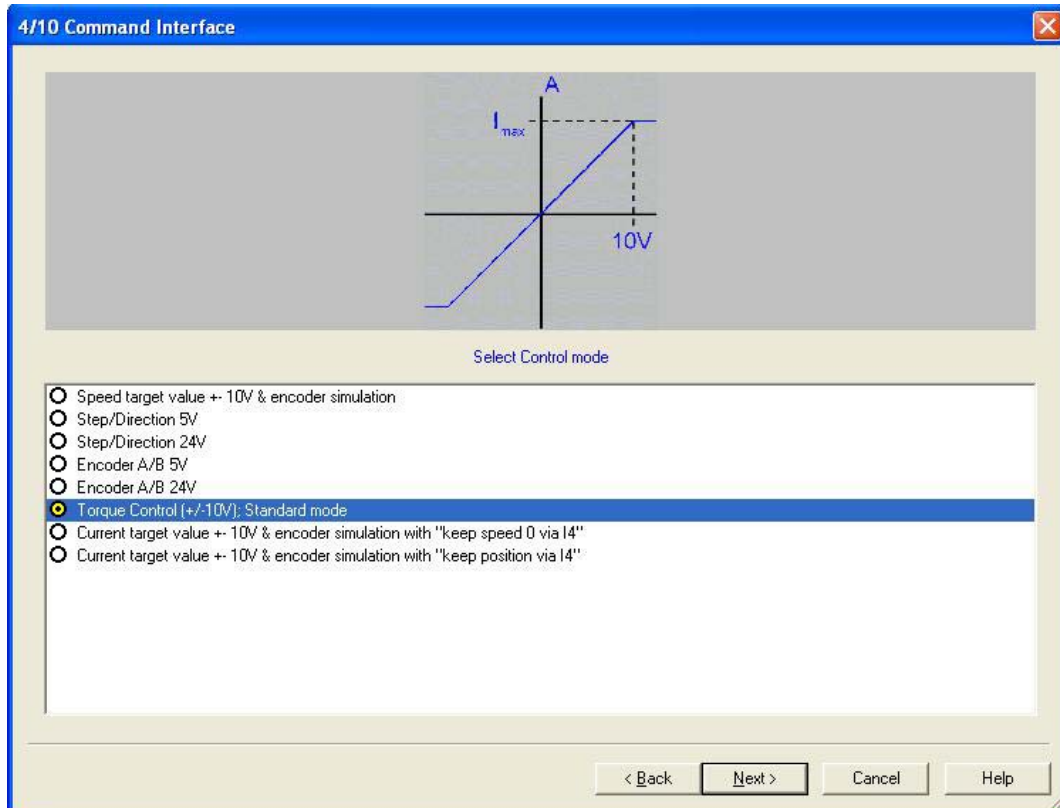 4/10 Command Interface
A
Imax
10V
Select Control mode
Speed target value +- 10V & encoder simulation
Step/Direction 5V
Step/Direction 24V
Encoder A/B 5V
Encoder A/B 24V
Torque Control (+/-10V); Standard mode
Current target value +- 10V & encoder simulation with "keep speed 0 via I4"
Current target value +- 10V & encoder simulation with "keep position via I4"
< Back Next > Cancel Help